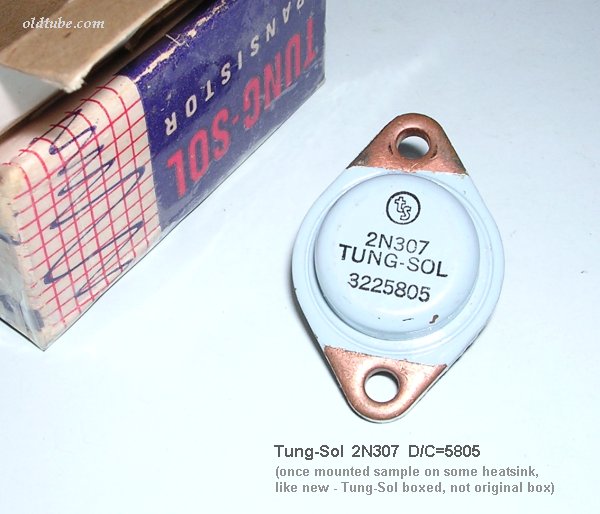 oldtube.com
TUNG-SOL
TRANSISTOR
ts
2N307
TUNG-SOL
3225805
Tung-Sol 2N307 D/C=5805
(once mounted sample on some heatsink,
like new - Tung-Sol boxed, not original box)